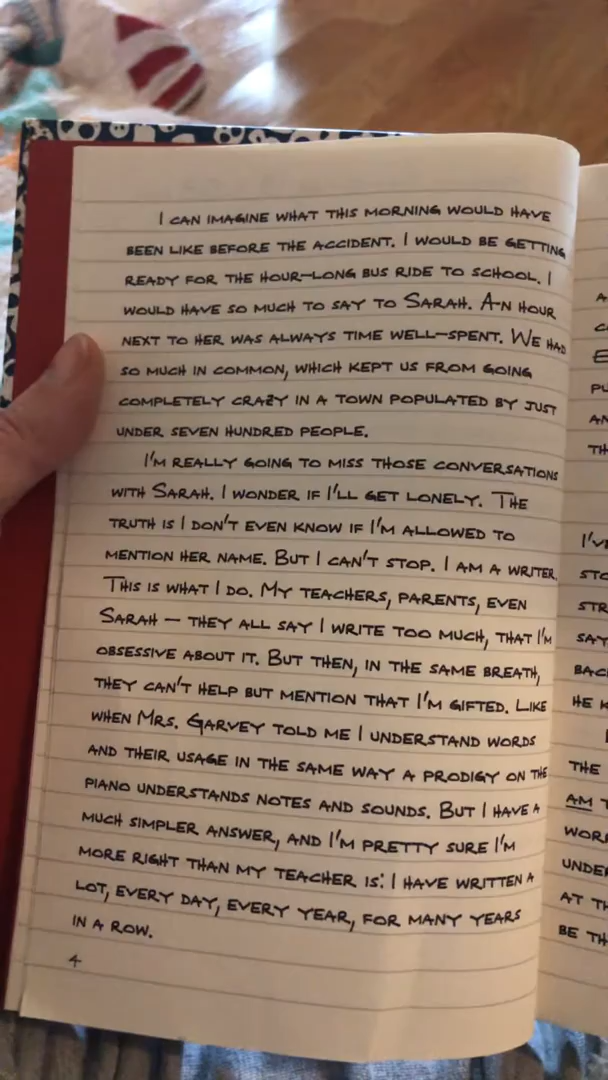 I CAN IMAGINE WHAT THIS MORNING WOULD HAVE
BEEN LIKE BEFORE THE ACCIDENT. I WOULD BE GETTING
READY FOR THE HOUR-LONG BUS RIDE TO SCHOOL. I
WOULD HAVE SO MUCH TO SAY TO SARAH. AN HOUR
NEXT TO HER WAS ALWAYS TIME WELL-SPENT. WE HAD
SO MUCH IN COMMON, WHICH KEPT US FROM GOING
COMPLETELY CRAZY IN A TOWN POPULATED BY JUST
UNDER SEVEN HUNDRED PEOPLE.
I'M REALLY GOING TO MISS THOSE CONVERSATIONS
WITH SARAH. I WONDER IF I'LL GET LONELY. THE
TRUTH IS I DON'T EVEN KNOW IF I'M ALLOWED TO
MENTION HER NAME. BUT I CAN'T STOP. I AM A WRITER.
THIS IS WHAT I DO. MY TEACHERS, PARENTS, EVEN
SARAH — THEY ALL SAY I WRITE TOO MUCH, THAT I'M
OBSESSIVE ABOUT IT. BUT THEN, IN THE SAME BREATH,
THEY CAN'T HELP BUT MENTION THAT I'M GIFTED. LIKE
WHEN MRS. GARVEY TOLD ME I UNDERSTAND WORDS
AND THEIR USAGE IN THE SAME WAY A PRODIGY ON THE
PIANO UNDERSTANDS NOTES AND SOUNDS. BUT I HAVE A
MUCH SIMPLER ANSWER, AND I'M PRETTY SURE I'M
MORE RIGHT THAN MY TEACHER IS: I HAVE WRITTEN A
LOT, EVERY DAY, EVERY YEAR, FOR MANY YEARS
IN A ROW.
4
THE
AM
HE
AT
BE